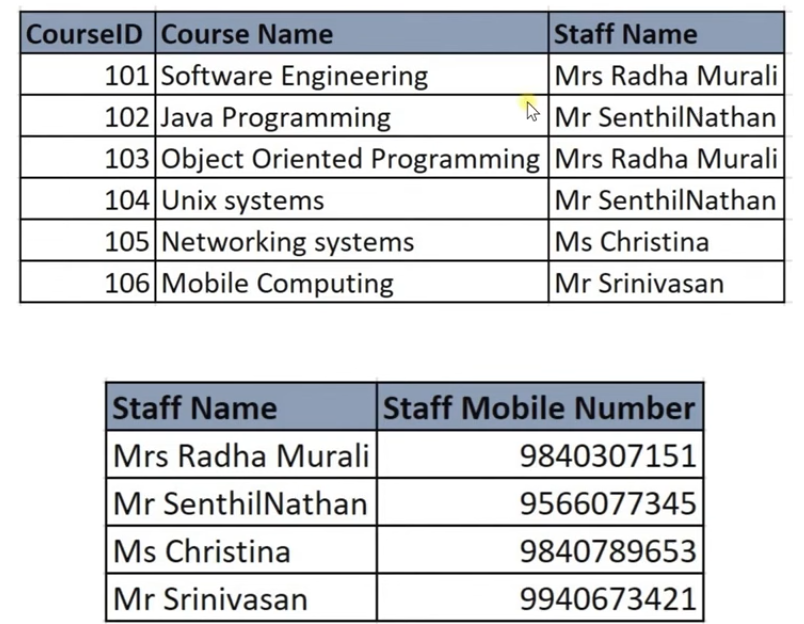 CourseID Course Name Staff Name
101 Software Engineering Mrs Radha Murali
102 Java Programming Mr SenthilNathan
103 Object Oriented Programming Mrs Radha Murali
104 Unix systems Mr SenthilNathan
105 Networking systems Ms Christina
106 Mobile Computing Mr Srinivasan
Staff Name Staff Mobile Number
Mrs Radha Murali 9840307151
Mr SenthilNathan 9566077345
Ms Christina 9840789653
Mr Srinivasan 9940673421